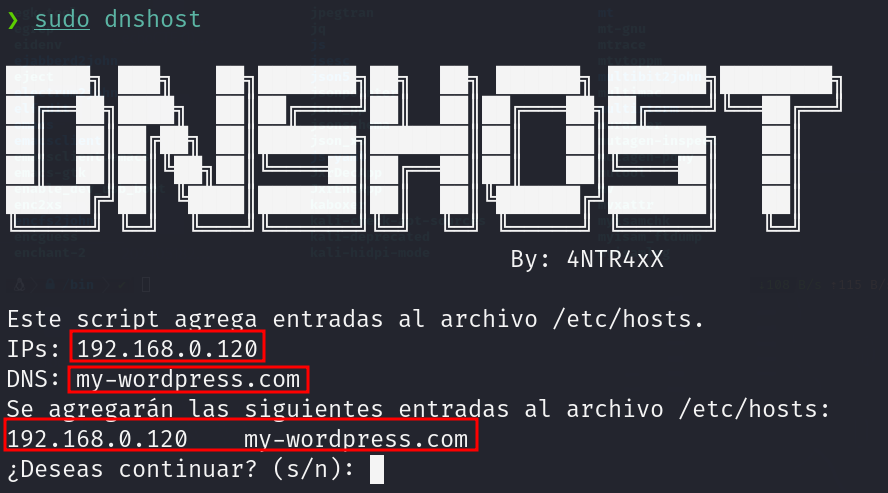 ❯ sudo dnshost
DNSHOST
By: 4NTR4xX
Este script agrega entradas al archivo /etc/hosts.
IPs: 192.168.0.120
DNS: my-wordpress.com
Se agregarán las siguientes entradas al archivo /etc/hosts:
192.168.0.120    my-wordpress.com
¿Deseas continuar? (s/n):